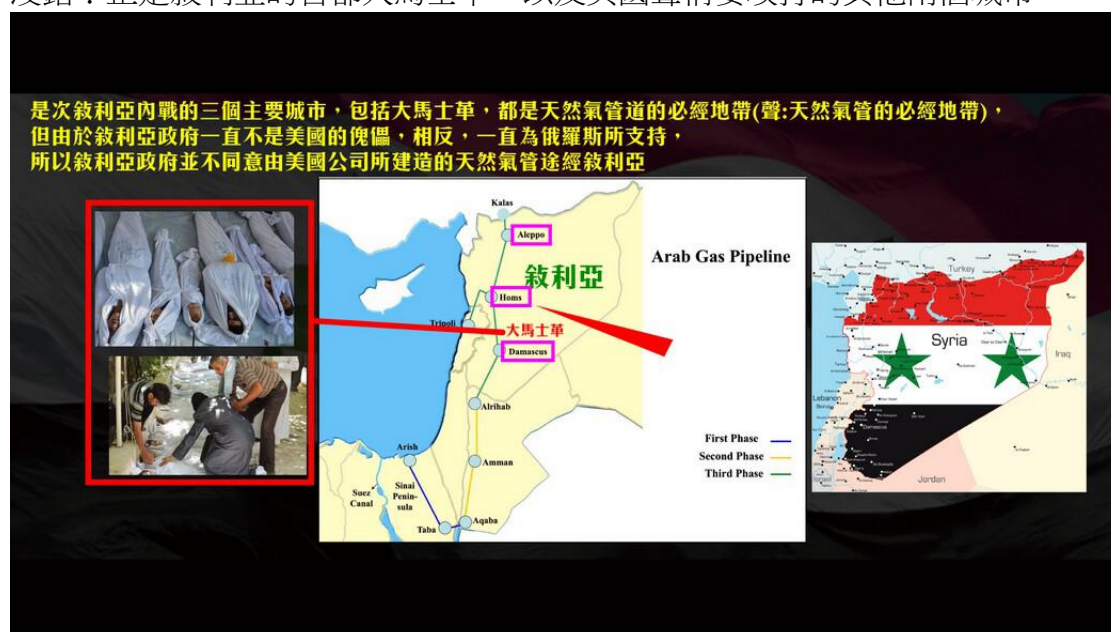 是次敘利亞內戰的三個主要城市，包括大馬士革，都是天然氣管道的必經地帶(聲:天然氣管的必經地帶)，
但由於敘利亞政府一直不是美國的傀儡，相反，一直為俄羅斯所支持，
所以敘利亞政府並不同意由美國公司所建造的天然氣管途經敘利亞
Kalas
Aleppo
Arab Gas Pipeline
敍利亞
Homs
Tripoli
大馬士革
Damascus
Alrihab
First Phase
Second Phase
Third Phase
Arish
Amman
Suez
Canal
Sinai
Penin-
sula
Taba
Aqaba
Turkey
Syria
Iraq
Lebanon
Damascus
Israel
Jordan